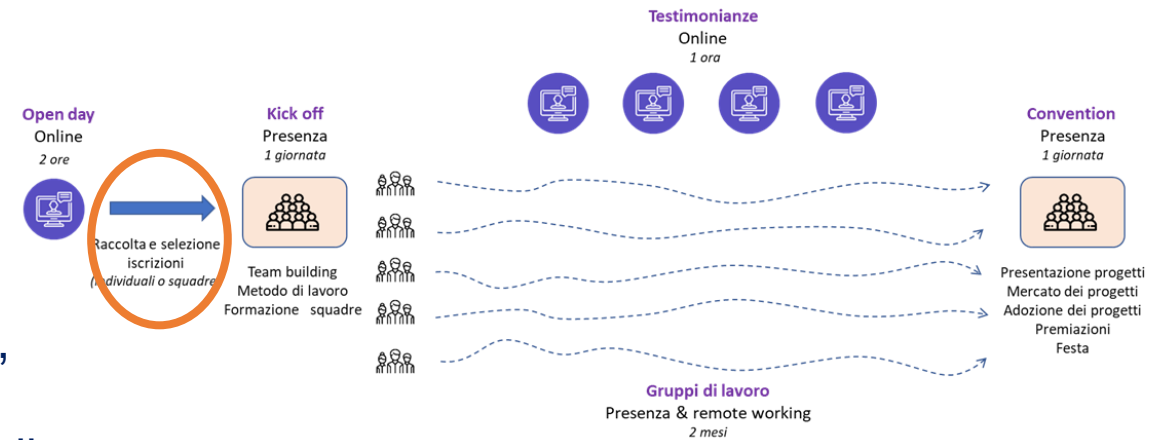 Testimonianze
Online
1 ora
Open day
Online
2 ore
Raccolta e selezione
iscrizioni
(individuali o squadre
Kick off
Presenza
1 giornata
Team building
Metodo di lavoro
Formazione squadre
Gruppi di lavoro
Presenza & remote working
2 mesi
Convention
Presenza
1 giornata
Presentazione progetti
Mercato dei progetti
Adozione dei progetti
Premiazioni
Festa